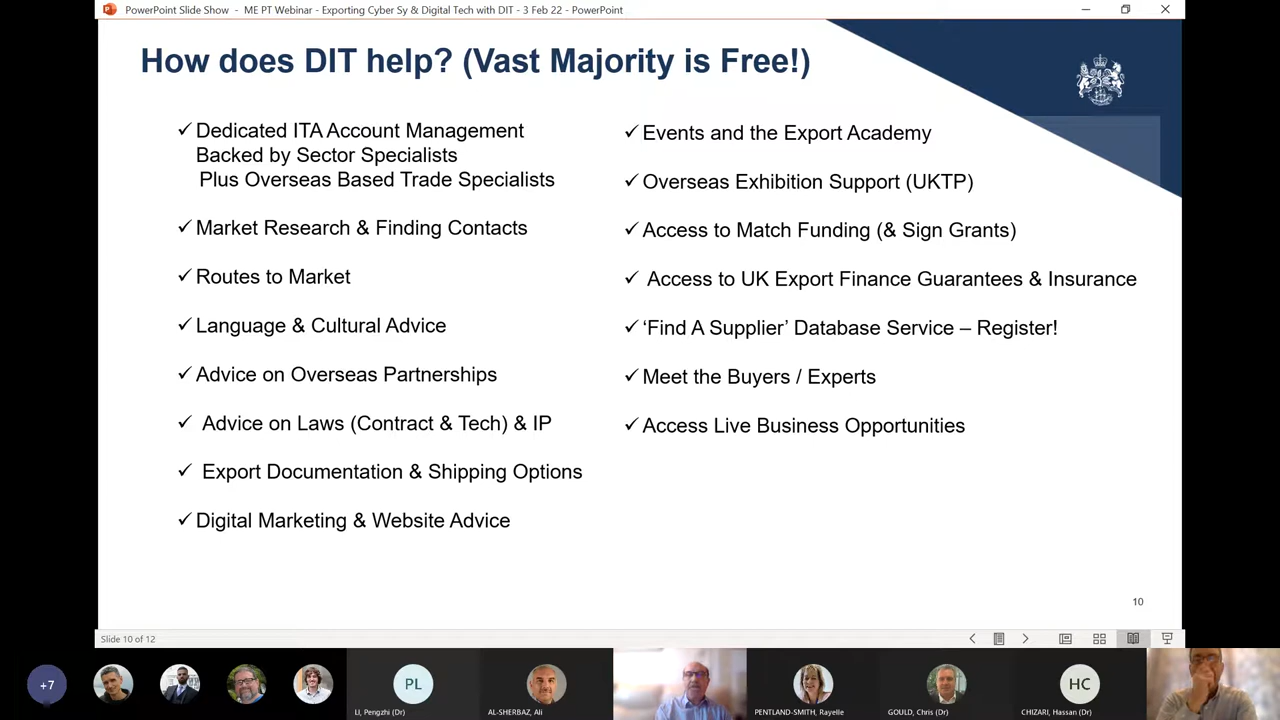 PowerPoint Slide Show - ME PT Webinar - Exporting Cyber Sy & Digital Tech with DIT - 3 Feb 22 - PowerPoint
How does DIT help? (Vast Majority is Free!)
✓ Dedicated ITA Account Management
Backed by Sector Specialists
Plus Overseas Based Trade Specialists
✓ Market Research & Finding Contacts
✓ Routes to Market
✓ Language & Cultural Advice
✓ Advice on Overseas Partnerships
✓ Advice on Laws (Contract & Tech) & IP
✓ Export Documentation & Shipping Options
✓ Digital Marketing & Website Advice
✓ Events and the Export Academy
✓ Overseas Exhibition Support (UKTP)
✓ Access to Match Funding (& Sign Grants)
✓ Access to UK Export Finance Guarantees & Insurance
✓ ‘Find A Supplier’ Database Service – Register!
✓ Meet the Buyers / Experts
✓ Access Live Business Opportunities
10
Slide 10 of 12
+7
PL
LI, Pengzhi (Dr)
AL-SHERBAZ, Ali
PENTLAND-SMITH, Rayelle
GOULD, Chris (Dr)
HC
CHIZARI, Hassan (Dr)